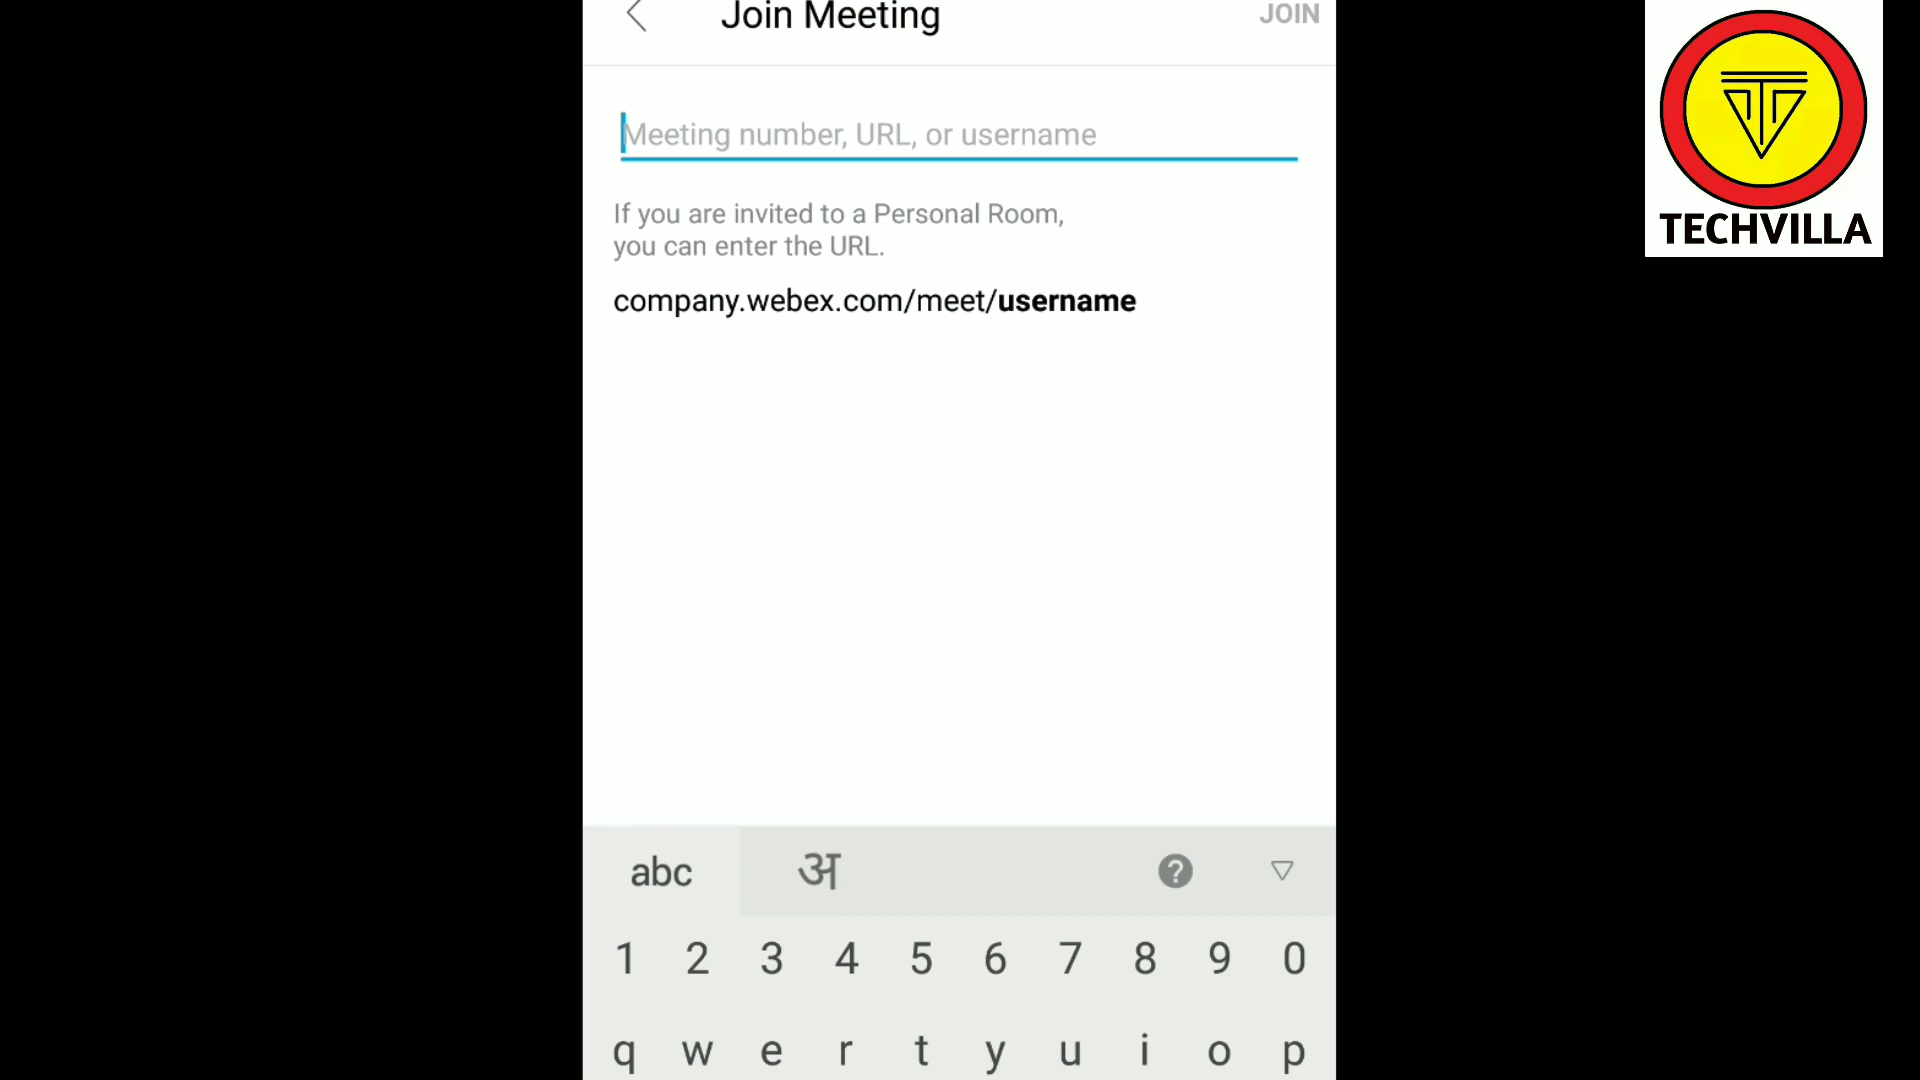 Join Meeting
JOIN
Meeting number, URL, or username
If you are invited to a Personal Room,
you can enter the URL.
company.webex.com/meet/username
TECHVILLA
abc
अ
?
1 2 3 4 5 6 7 8 9 0
q w e r t y u i o p